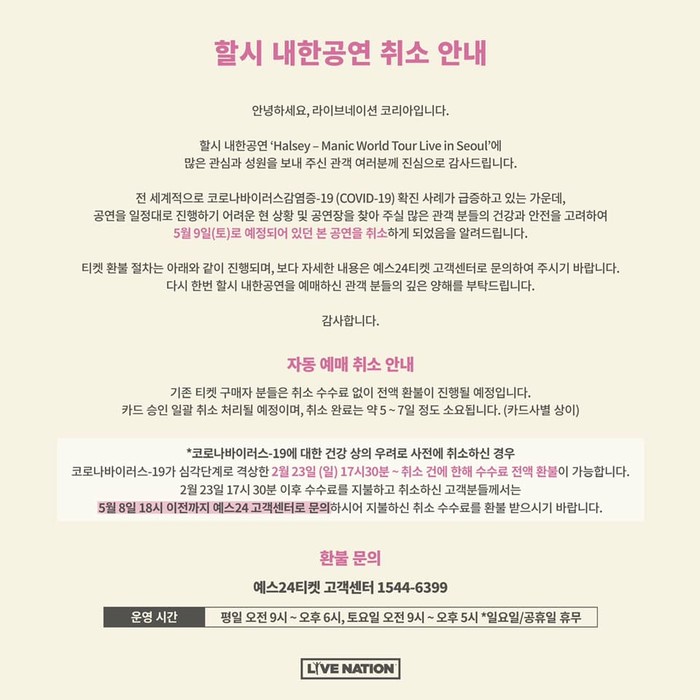 할시 내한공연 취소 안내
안녕하세요, 라이브네이션 코리아입니다.
할시 내한공연 ‘Halsey – Manic World Tour Live in Seoul’에
많은 관심과 성원을 보내 주신 관객 여러분께 진심으로 감사드립니다.
전 세계적으로 코로나바이러스감염증-19 (COVID-19) 확진 사례가 급증하고 있는 가운데,
공연을 일정대로 진행하기 어려운 현 상황 및 공연장을 찾아 주실 많은 관객 분들의 건강과 안전을 고려하여
5월 9일(토)로 예정되어 있던 본 공연을 취소하게 되었음을 알려드립니다.
티켓 환불 절차는 아래와 같이 진행되며, 보다 자세한 내용은 예스24티켓 고객센터로 문의하여 주시기 바랍니다.
다시 한번 할시 내한공연을 예매하신 관객 분들의 깊은 양해를 부탁드립니다.
감사합니다.
자동 예매 취소 안내
기존 티켓 구매자 분들은 취소 수수료 없이 전액 환불이 진행될 예정입니다.
카드 승인 일괄 취소 처리될 예정이며, 취소 완료는 약 5 ~ 7일 정도 소요됩니다. (카드사별 상이)
*코로나바이러스-19에 대한 건강 상의 우려로 사전에 취소하신 경우
코로나바이러스-19가 심각단계로 격상한 2월 23일 (일) 17시30분 ~ 취소 건에 한해 수수료 전액 환불이 가능합니다.
2월 23일 17시 30분 이후 수수료를 지불하고 취소하신 고객분들께서는
5월 8일 18시 이전까지 예스24 고객센터로 문의하시어 지불하신 취소 수수료를 환불 받으시기 바랍니다.
환불 문의
예스24티켓 고객센터 1544-6399
운영 시간 평일 오전 9시 ~ 오후 6시, 토요일 오전 9시 ~ 오후 5시 *일요일/공휴일 휴무
LIVE NATION